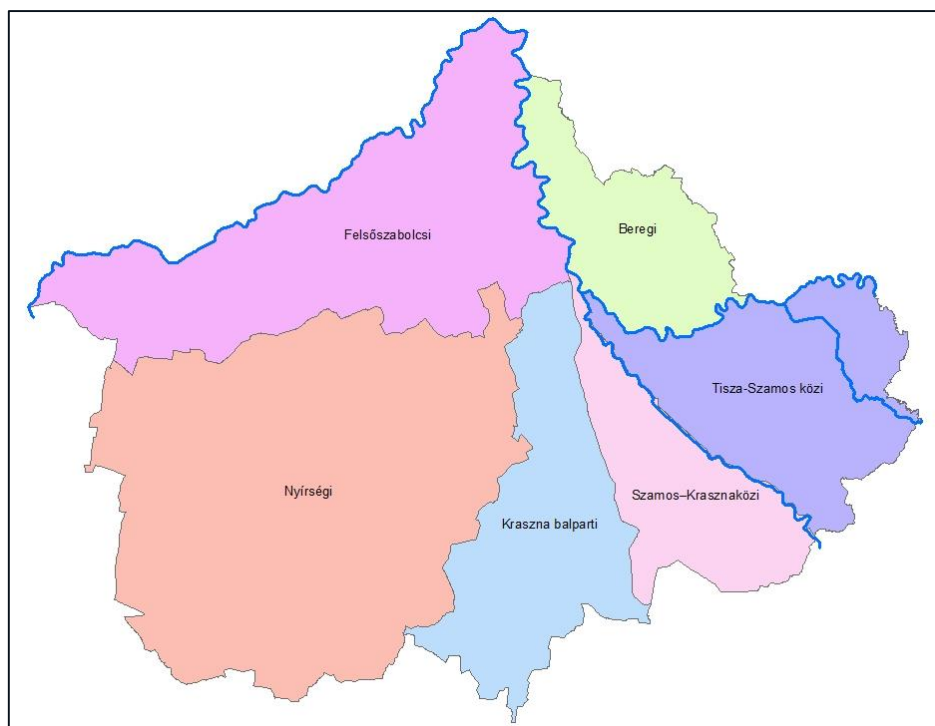 Beregi
Felsőszabolcsi
Tisza-Szamos közi
Nyírségi
Szamos–Krasznaközi
Kraszna balparti